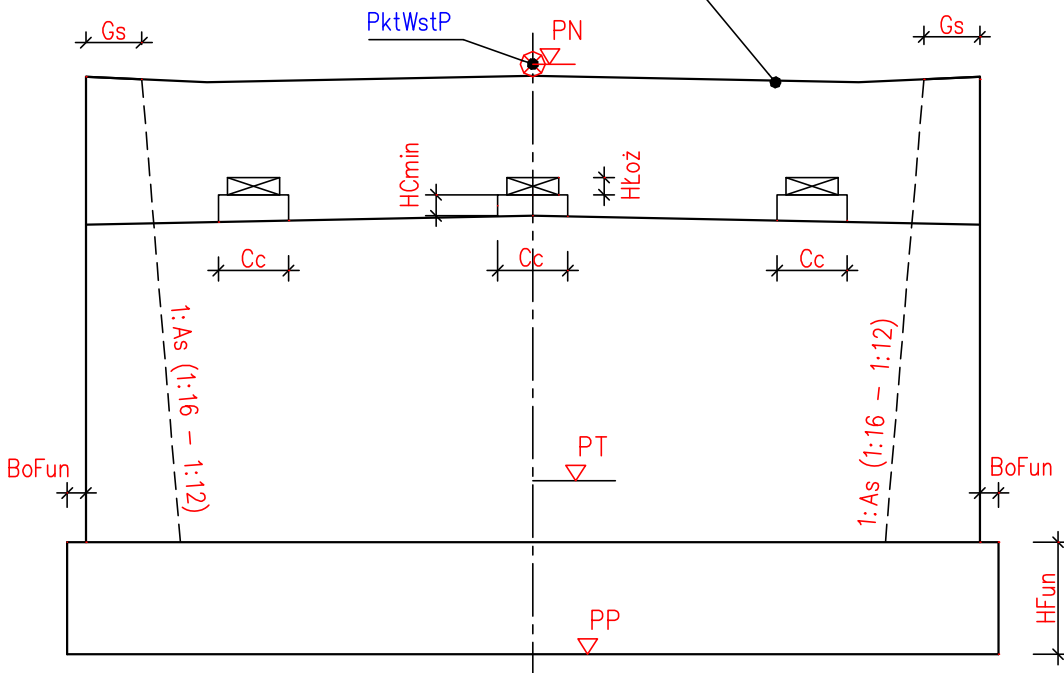 Gs
PktWstP
PN
Gs
HCmin
HŁoż
Cc
Cc
Cc
1:As (1:16 - 1:12)
1:As (1:16 - 1:12)
PT
BoFun
BoFun
HFun
PP